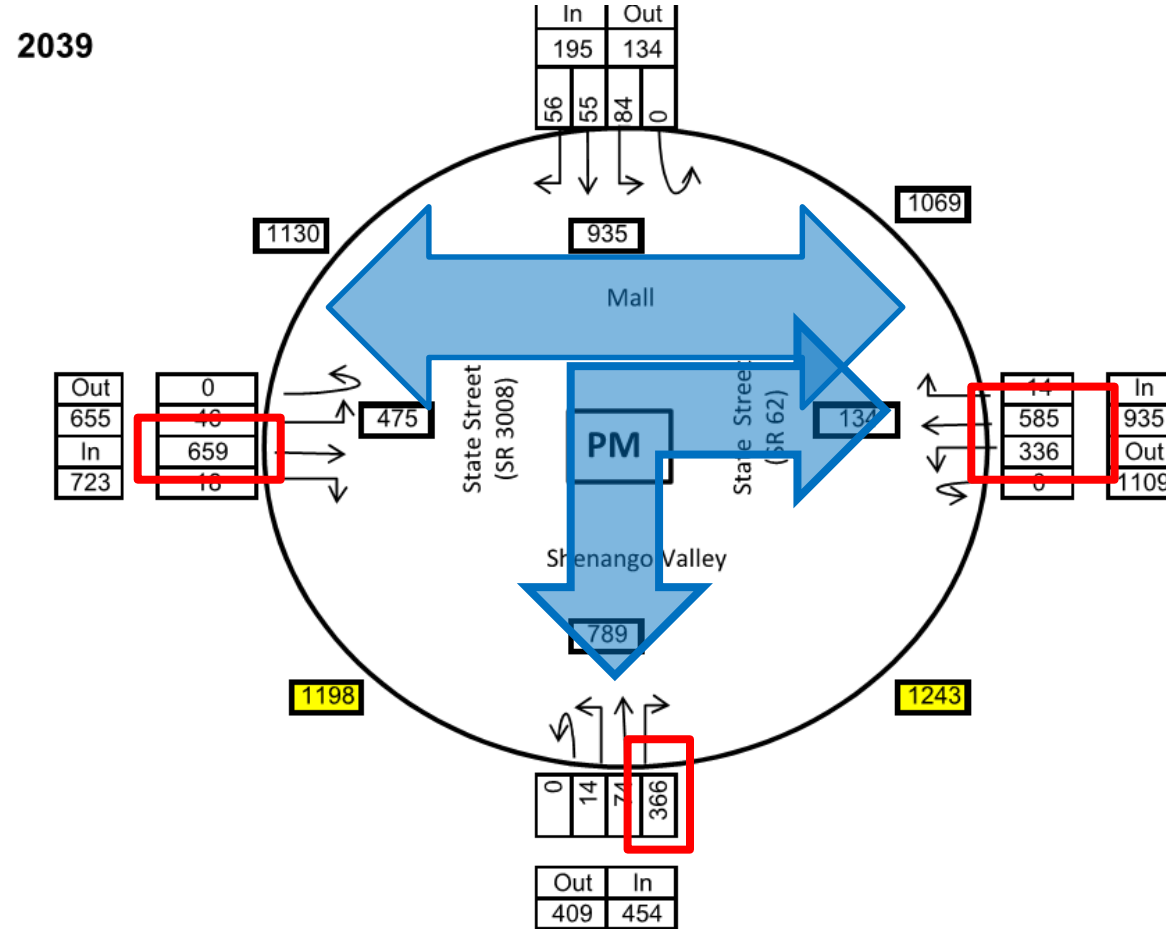 2039
In Out
195 134
56 55 84 0
1069
1130
935
Mall
Out
655
In
723
0
46
659
18
475
State Street
(SR 3008)
PM
State Street
(SR 62)
134
14
585
336
0
In
935
Out
1109
Shenango Valley
789
1198
1243
0 14 74 366
Out In
409 454